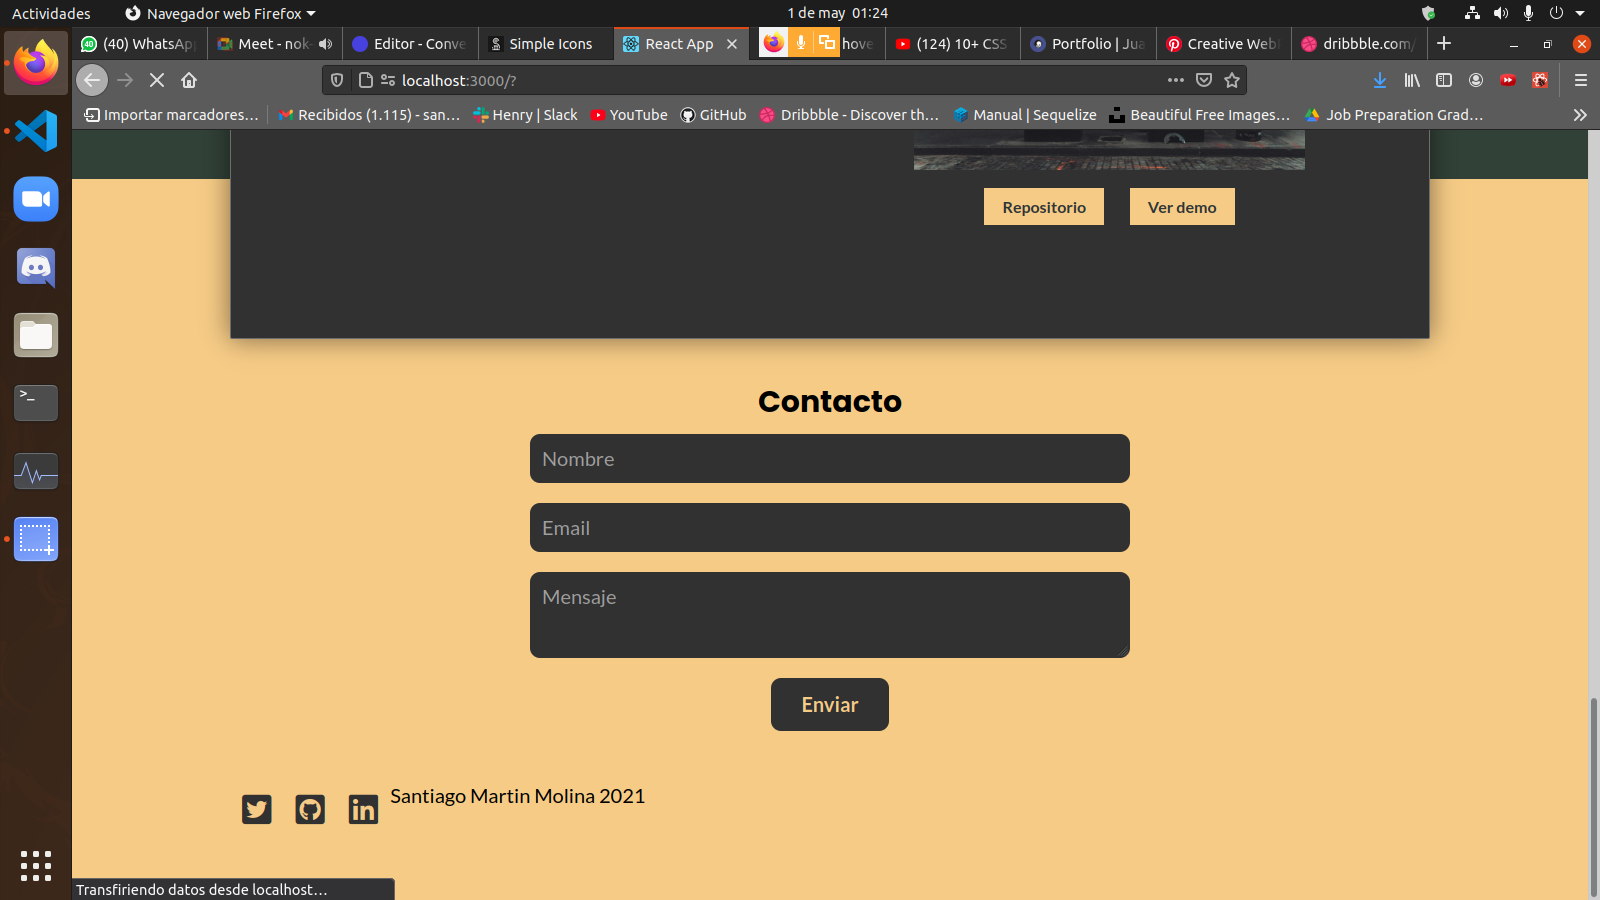 Actividades
Navegador web Firefox
1 de may 01:24
(40) WhatsAp
Meet - nok-
Editor - Conve
Simple Icons
React App
hove
(124) 10+ CSS
Portfolio | Jua
Creative Web
dribbble.com/
localhost:3000/?
Importar marcadores…
Recibidos (1.115) - san…
Henry | Slack
YouTube
GitHub
Dribbble - Discover th…
Manual | Sequelize
Beautiful Free Images…
Job Preparation Grad…
Repositorio
Ver demo
Contacto
Nombre
Email
Mensaje
Enviar
Santiago Martin Molina 2021
Transfiriendo datos desde localhost…